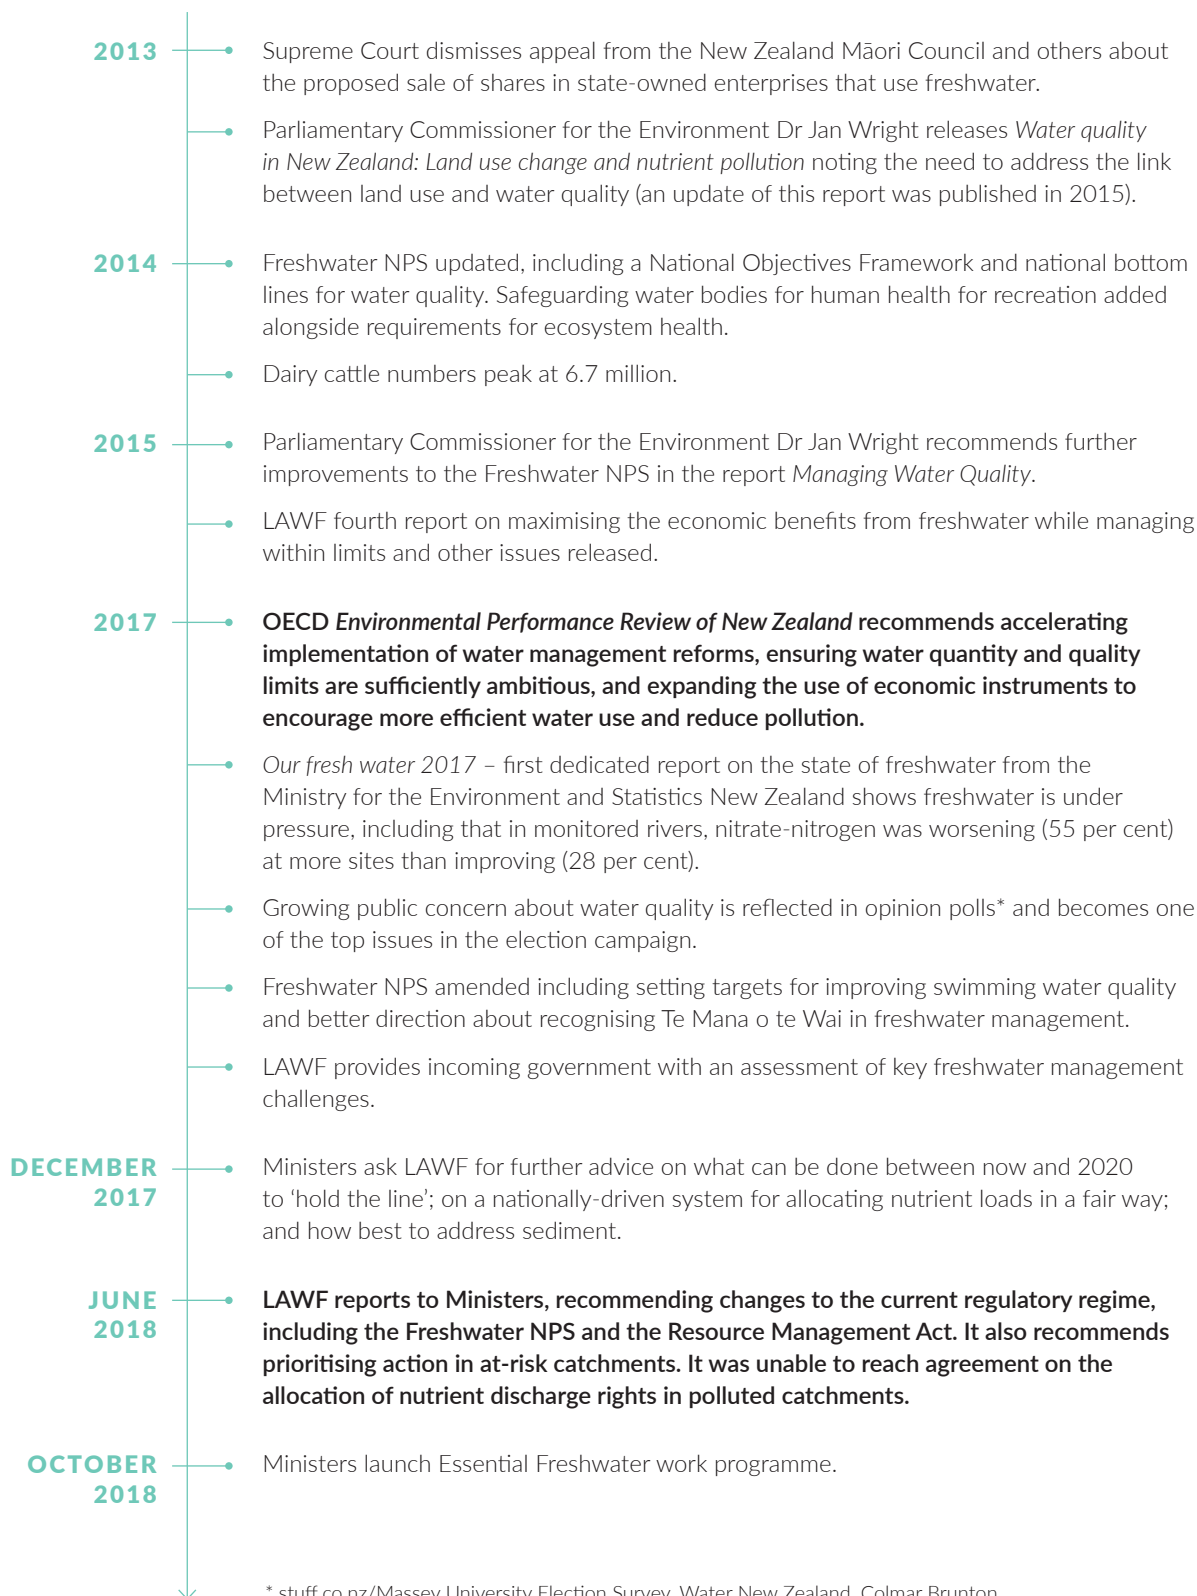 2013
Supreme Court dismisses appeal from the New Zealand Māori Council and others about
the proposed sale of shares in state-owned enterprises that use freshwater.
Parliamentary Commissioner for the Environment Dr Jan Wright releases Water quality
in New Zealand: Land use change and nutrient pollution noting the need to address the link
between land use and water quality (an update of this report was published in 2015).
2014
Freshwater NPS updated, including a National Objectives Framework and national bottom
lines for water quality. Safeguarding water bodies for human health for recreation added
alongside requirements for ecosystem health.
Dairy cattle numbers peak at 6.7 million.
2015
Parliamentary Commissioner for the Environment Dr Jan Wright recommends further
improvements to the Freshwater NPS in the report Managing Water Quality.
LAWF fourth report on maximising the economic benefits from freshwater while managing
within limits and other issues released.
2017
OECD Environmental Performance Review of New Zealand recommends accelerating
implementation of water management reforms, ensuring water quantity and quality
limits are sufficiently ambitious, and expanding the use of economic instruments to
encourage more efficient water use and reduce pollution.
Our fresh water 2017 – first dedicated report on the state of freshwater from the
Ministry for the Environment and Statistics New Zealand shows freshwater is under
pressure, including that in monitored rivers, nitrate-nitrogen was worsening (55 per cent)
at more sites than improving (28 per cent).
Growing public concern about water quality is reflected in opinion polls* and becomes one
of the top issues in the election campaign.
Freshwater NPS amended including setting targets for improving swimming water quality
and better direction about recognising Te Mana o te Wai in freshwater management.
LAWF provides incoming government with an assessment of key freshwater management
challenges.
DECEMBER
2017
Ministers ask LAWF for further advice on what can be done between now and 2020
to ‘hold the line’; on a nationally-driven system for allocating nutrient loads in a fair way;
and how best to address sediment.
JUNE
2018
LAWF reports to Ministers, recommending changes to the current regulatory regime,
including the Freshwater NPS and the Resource Management Act. It also recommends
prioritising action in at-risk catchments. It was unable to reach agreement on the
allocation of nutrient discharge rights in polluted catchments.
OCTOBER
2018
Ministers launch Essential Freshwater work programme.
* stuff.co.nz/Massey University Election Survey, Water New Zealand, Colmar Brunton